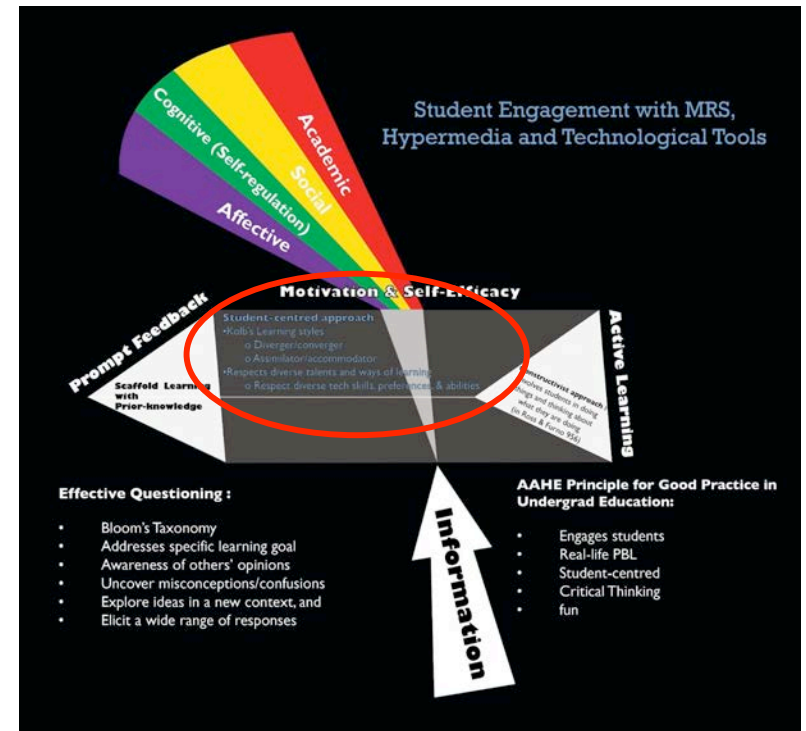 Student Engagement with MRS,
Hypermedia and Technological Tools
Academic
Social
Cognitive (Self-regulation)
Affective
Motivation & Self-Efficacy
Prompt Feedback
Scaffold Learning
with
Prior-knowledge
Student-centred approach
•Kolb's Learning styles
o Diverger/converger
o Assimilator/accommodator
•Respects diverse talents and ways of learning
o Respect diverse tech skills, preferences, & abilities
Active Learning
approach
students in doing
and thinking about
what they are doing
(in Ross & Furno 956)
Effective Questioning :
• Bloom's Taxonomy
• Addresses specific learning goal
• Awareness of others' opinions
• Uncover misconceptions/confusions
• Explore ideas in a new context, and
• Elicit a wide range of responses
Information
AAHE Principle for Good Practice in
Undergrad Education:
• Engages students
• Real-life PBL
• Student-centred
• Critical Thinking
• fun